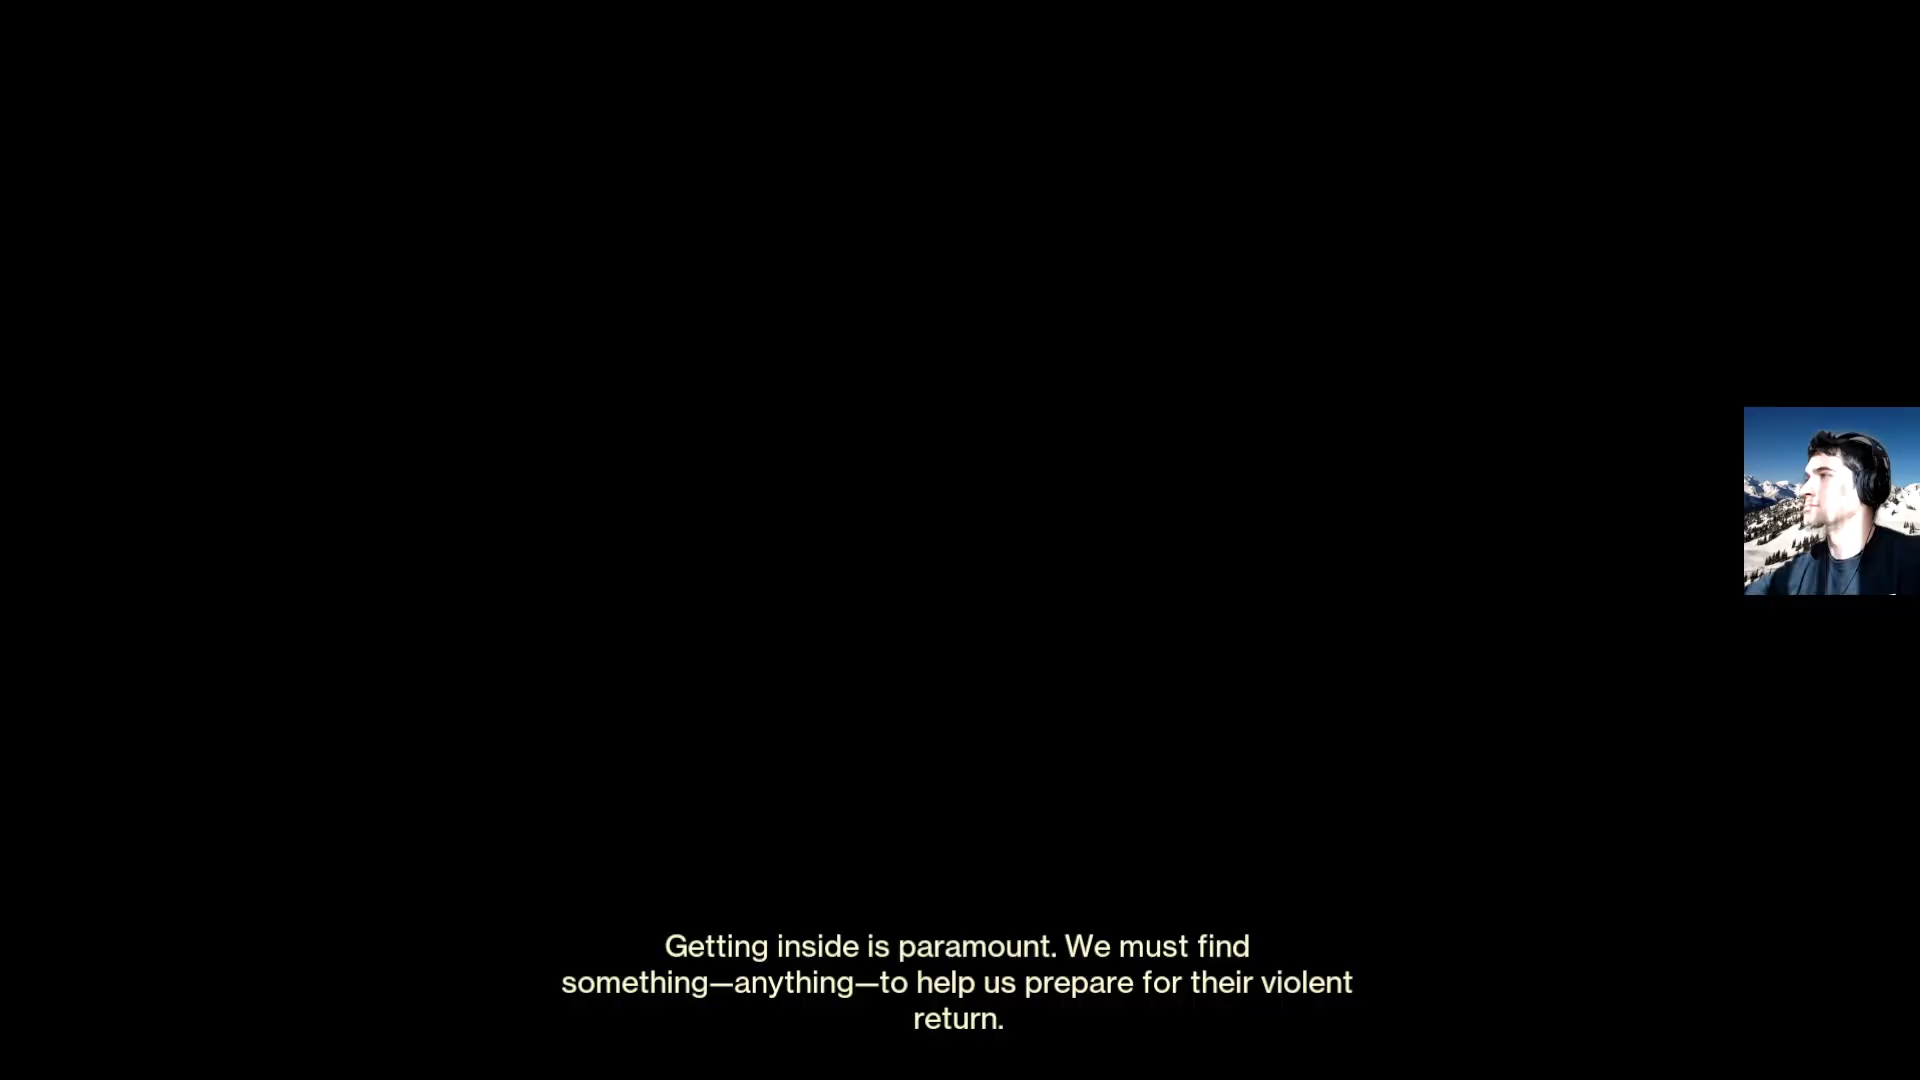 Getting inside is paramount. We must find
something—anything—to help us prepare for their violent
return.